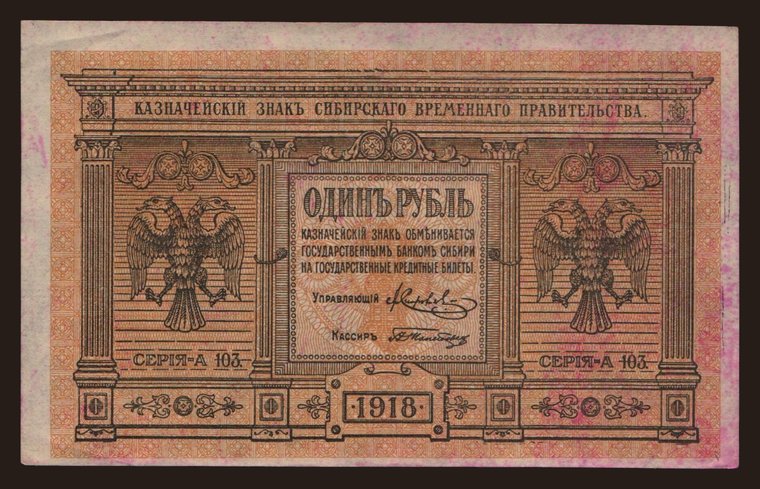 КАЗНАЧЕЙСКІЙ ЗНАКЪ СИБИРСКАГО ВРЕМЕННАГО ПРАВИТЕЛЬСТВА.
ОДИНЪ РУБЛЬ
КАЗНАЧЕЙСКІЙ ЗНАКЪ ОБМѢНИВАЕТСЯ
ГОСУДАРСТВЕННЫМЪ БАНКОМЪ СИБИРИ
НА ГОСУДАРСТВЕННЫЕ КРЕДИТНЫЕ БИЛЕТЫ.
УПРАВЛЯЮЩІЙ
КАССИРЪ
СЕРІЯ-А 103.
СЕРІЯ-А 103.
1918